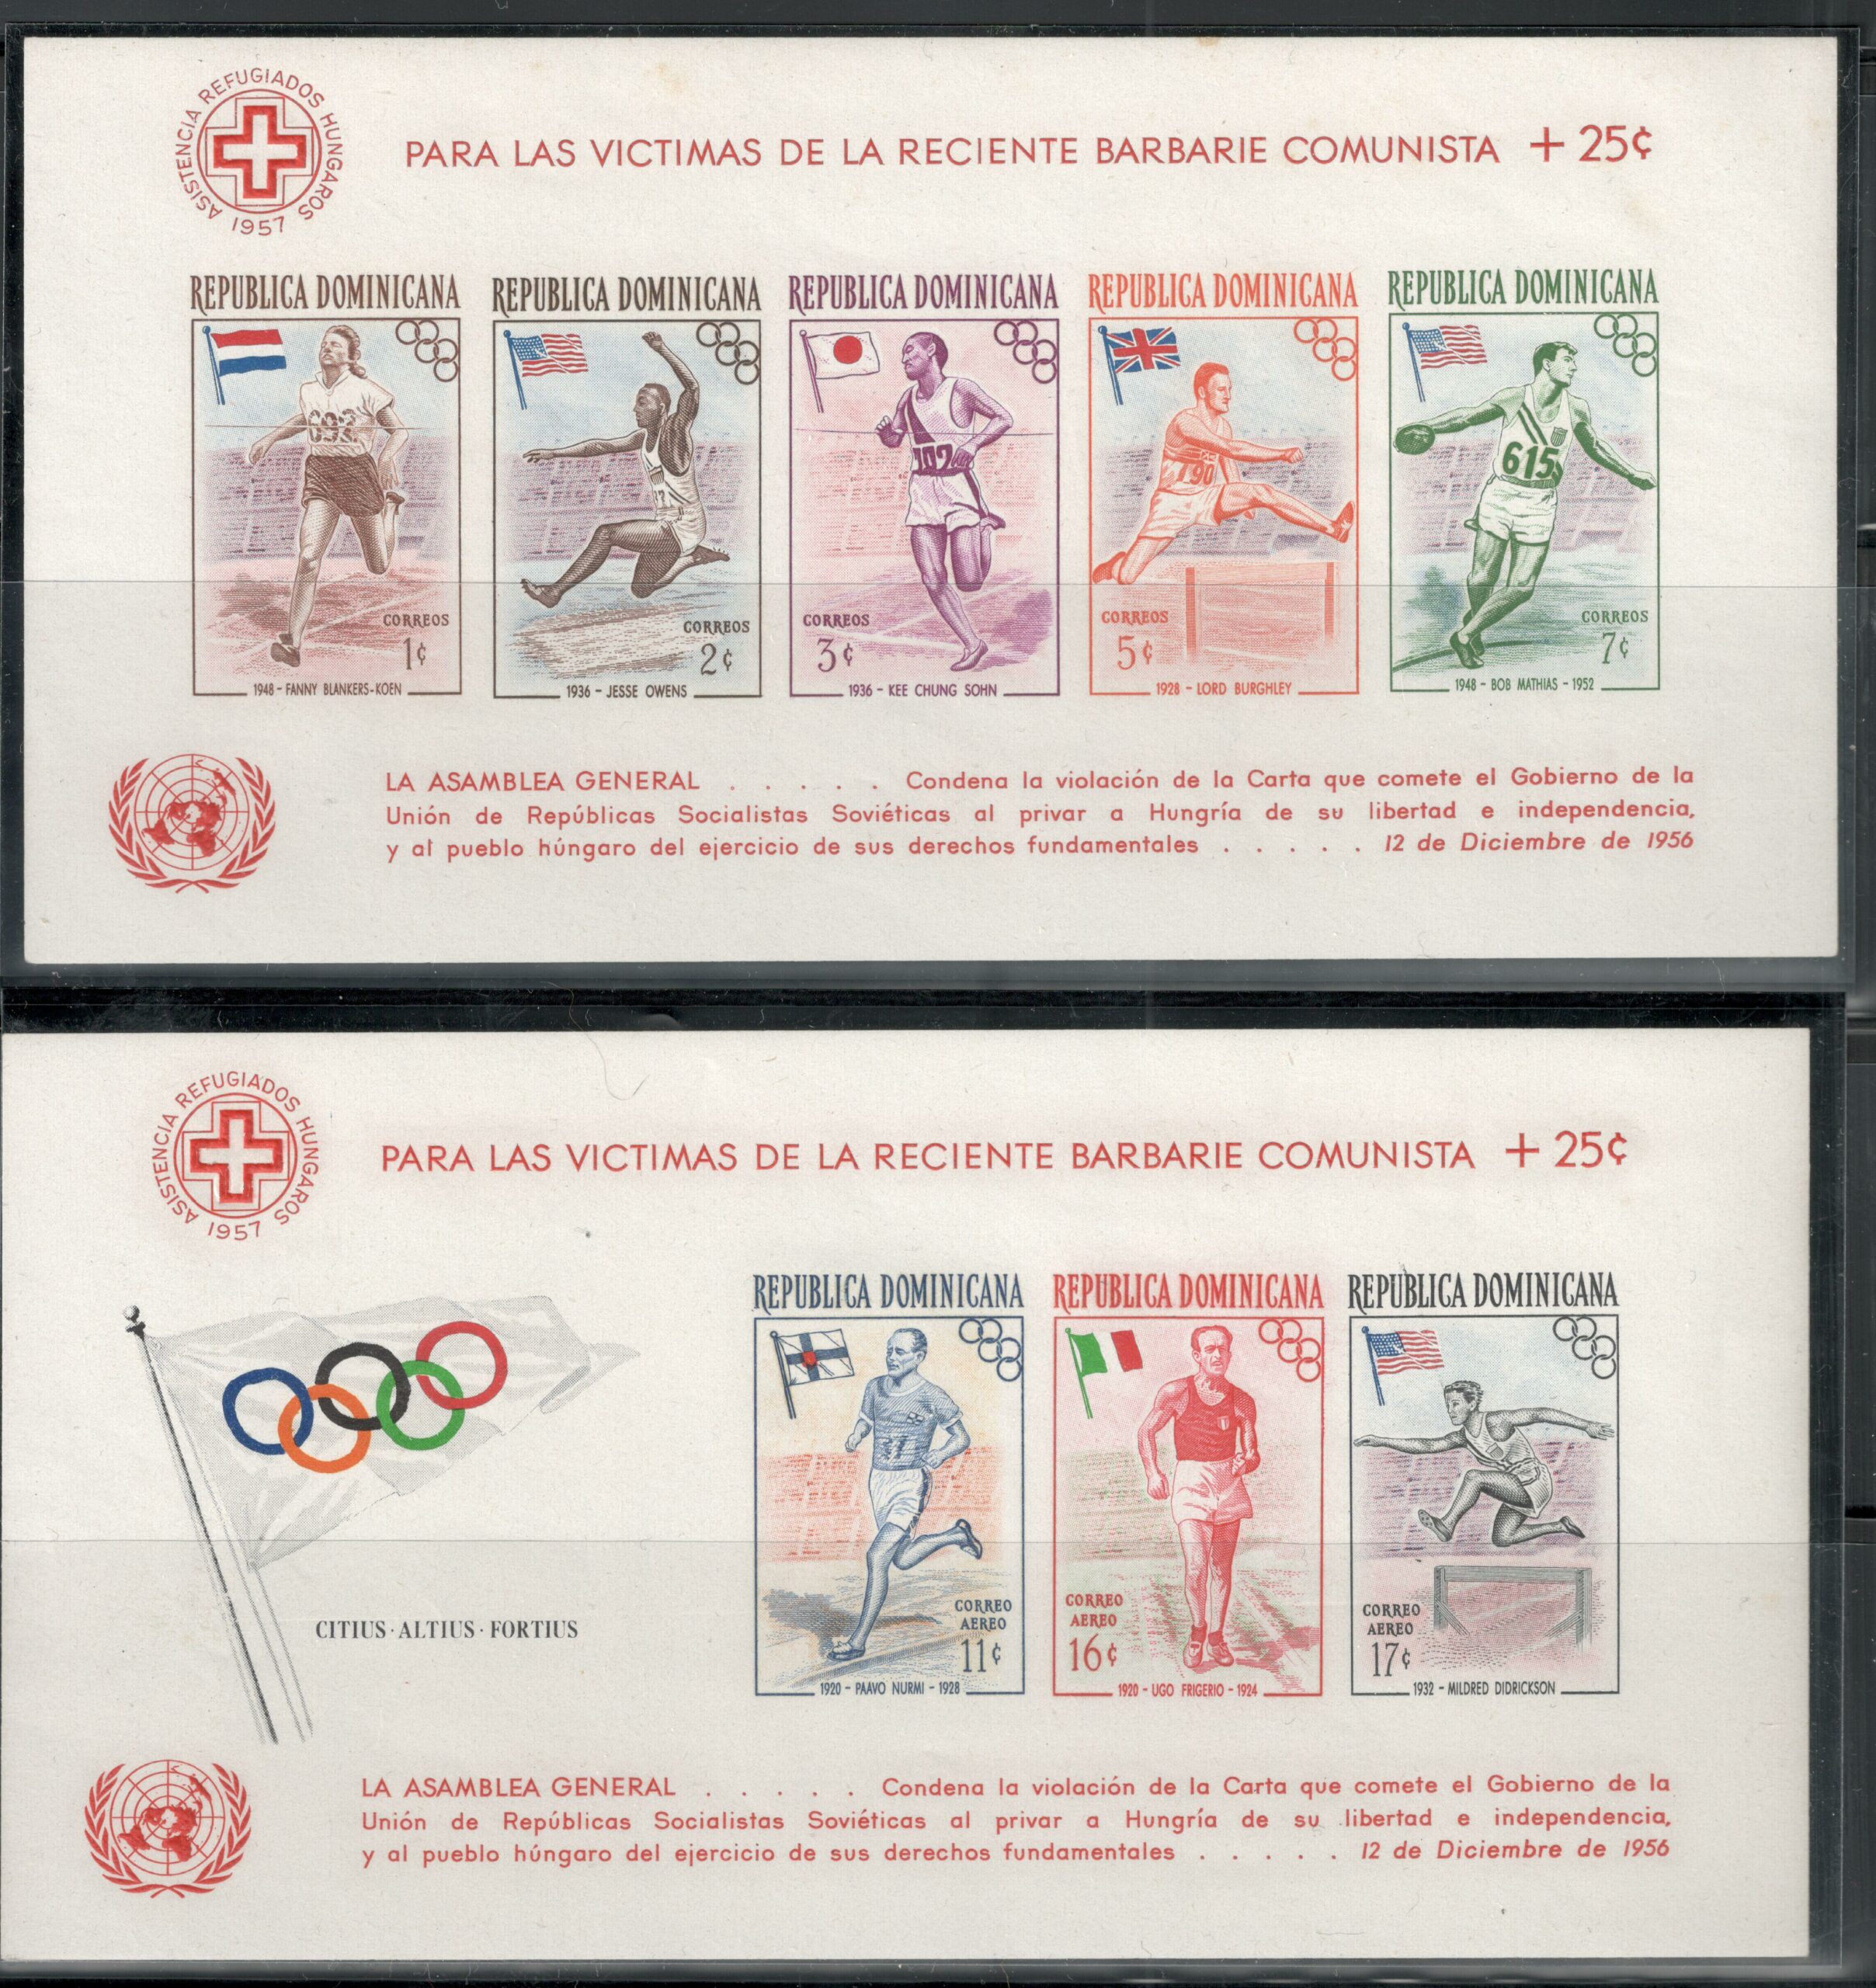 ASISTENCIA REFUGIADOS HUNGAROS
1957
PARA LAS VICTIMAS DE LA RECIENTE BARBARIE COMUNISTA + 25¢
REPUBLICA DOMINICANA
692
CORREOS
1¢
1948 - FANNY BLANKERS-KOEN
REPUBLICA DOMINICANA
CORREOS
2¢
1936 - JESSE OWENS
REPUBLICA DOMINICANA
CORREOS
3¢
1936 - KEE CHUNG SOHN
REPUBLICA DOMINICANA
90
CORREOS
5¢
1928 - LORD BURGHLEY
REPUBLICA DOMINICANA
615
CORREOS
7¢
1948 - BOB MATHIAS - 1952
LA ASAMBLEA GENERAL . . . . . Condena la violación de la Carta que comete el Gobierno de la
Unión de Repúblicas Socialistas Soviéticas al privar a Hungría de su libertad e independencia,
y al pueblo húngaro del ejercicio de sus derechos fundamentales . . . . . 12 de Diciembre de 1956
ASISTENCIA REFUGIADOS HUNGAROS
1957
PARA LAS VICTIMAS DE LA RECIENTE BARBARIE COMUNISTA + 25¢
CITIUS · ALTIUS · FORTIUS
REPUBLICA DOMINICANA
CORREO
AEREO
11¢
1920 - PAAVO NURMI - 1928
REPUBLICA DOMINICANA
CORREO
AEREO
16¢
1920 - UGO FRIGERIO - 1924
REPUBLICA DOMINICANA
CORREO
AEREO
17¢
1932 - MILDRED DIDRICKSON
LA ASAMBLEA GENERAL . . . . . Condena la violación de la Carta que comete el Gobierno de la
Unión de Repúblicas Socialistas Soviéticas al privar a Hungría de su libertad e independencia,
y al pueblo húngaro del ejercicio de sus derechos fundamentales . . . . . 12 de Diciembre de 1956